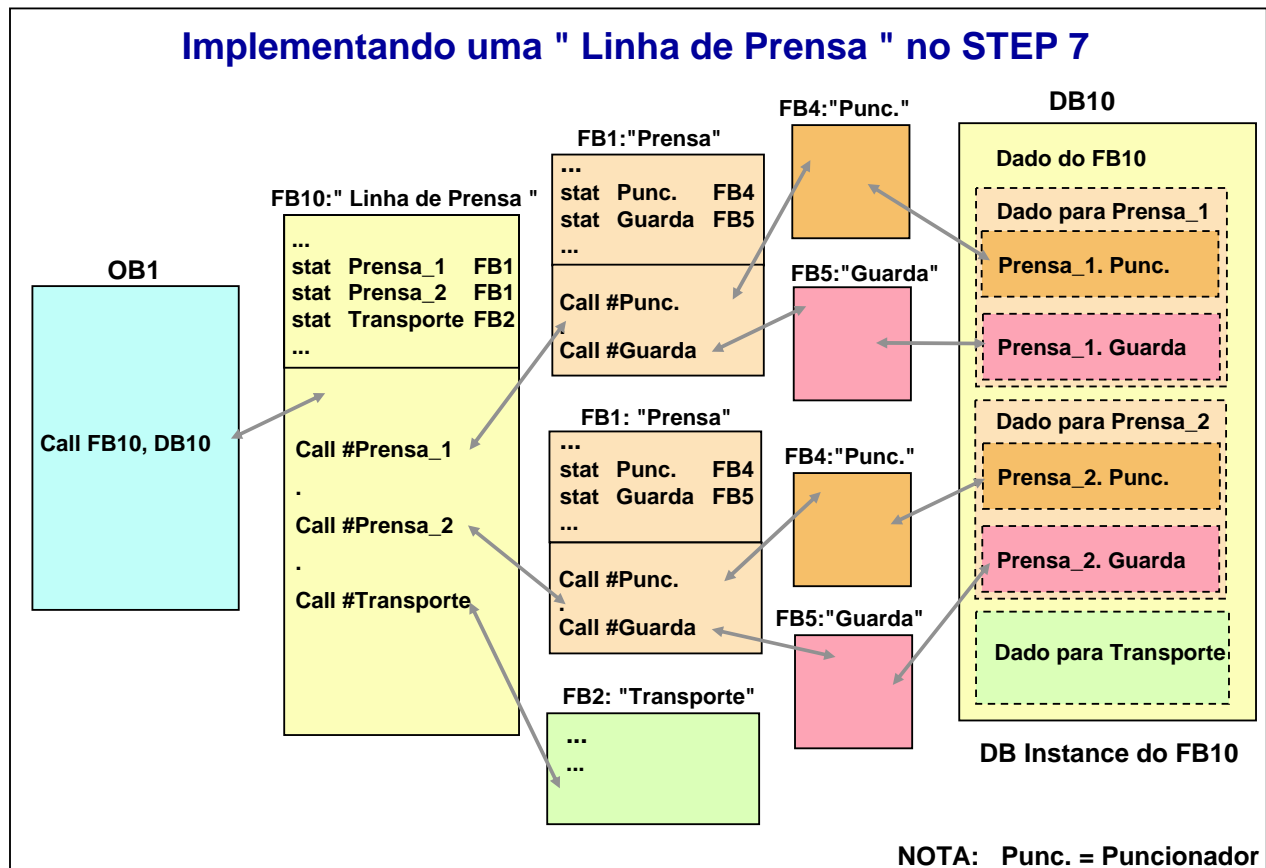 Implementando uma " Linha de Prensa " no STEP 7
OB1
Call FB10, DB10
FB10:" Linha de Prensa "
...
stat Prensa_1 FB1
stat Prensa_2 FB1
stat Transporte FB2
...
Call #Prensa_1
.
Call #Prensa_2
.
Call #Transporte
FB1:"Prensa"
...
stat Punc. FB4
stat Guarda FB5
...
Call #Punc.
.
Call #Guarda
FB1: "Prensa"
...
stat Punc. FB4
stat Guarda FB5
...
Call #Punc.
.
Call #Guarda
FB2: "Transporte"
...
...
FB4:"Punc."
FB5:"Guarda"
FB4:"Punc."
FB5:"Guarda"
DB10
Dado do FB10
Dado para Prensa_1
Prensa_1. Punc.
Prensa_1. Guarda
Dado para Prensa_2
Prensa_2. Punc.
Prensa_2. Guarda
Dado para Transporte
DB Instance do FB10
NOTA: Punc. = Puncionador